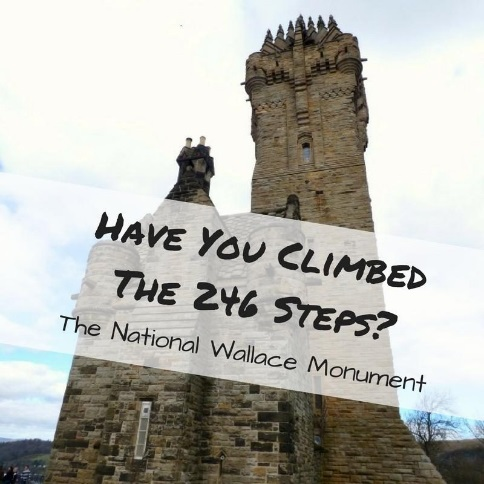 Have You Climbed
The 246 Steps?
The National Wallace Monument